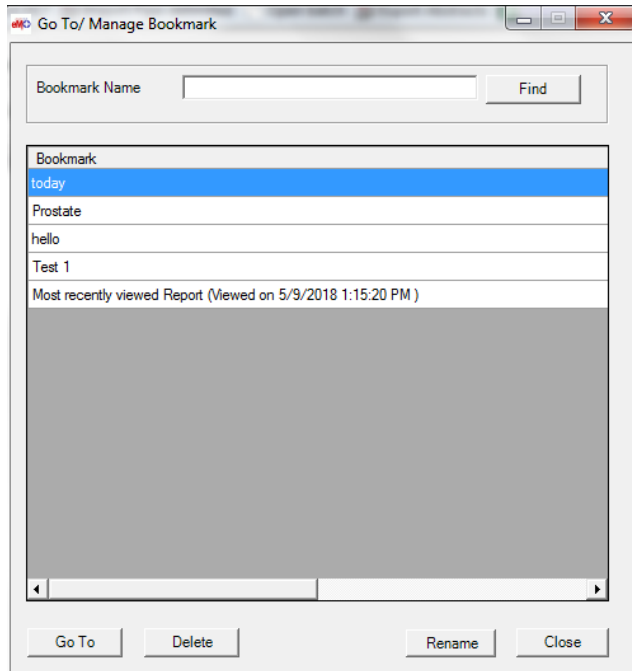 eMD Go To/ Manage Bookmark
Bookmark Name Find
Bookmark
today
Prostate
hello
Test 1
Most recently viewed Report (Viewed on 5/9/2018 1:15:20 PM )
Go To Delete Rename Close